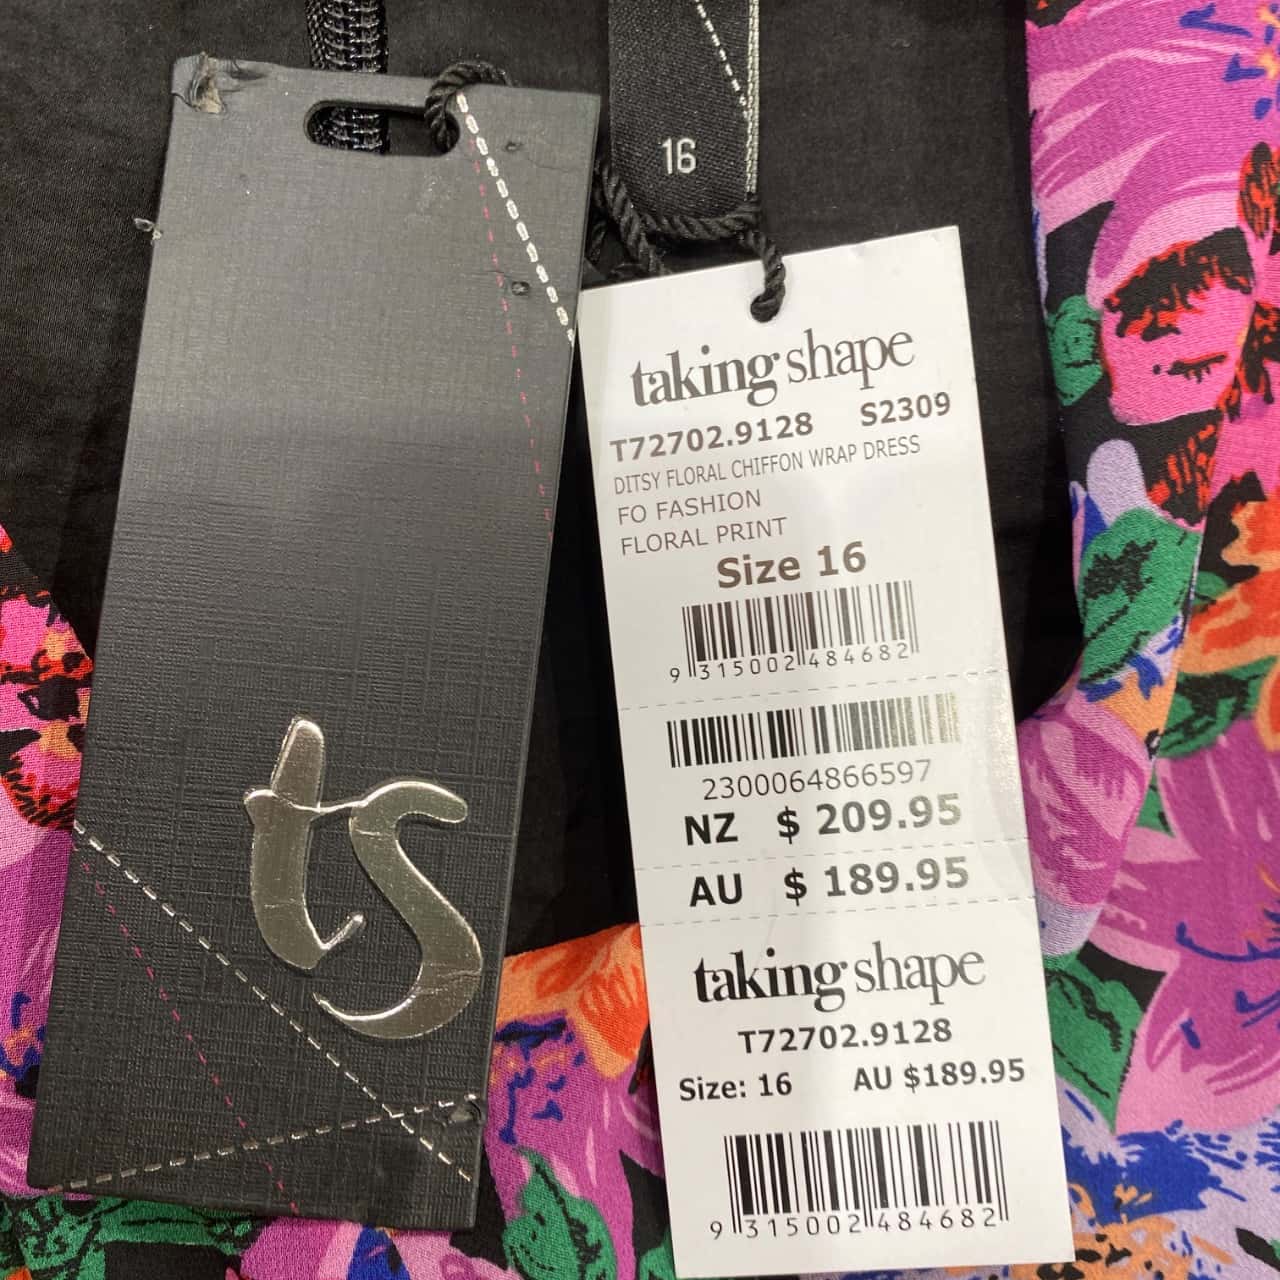 16
ts
taking shape
T72702.9128 S2309
DITSY FLORAL CHIFFON WRAP DRESS
FO FASHION
FLORAL PRINT
Size 16
9 315002 484682
2300064866597
NZ $ 209.95
AU $ 189.95
taking shape
T72702.9128
Size: 16 AU $189.95
9 315002 484682